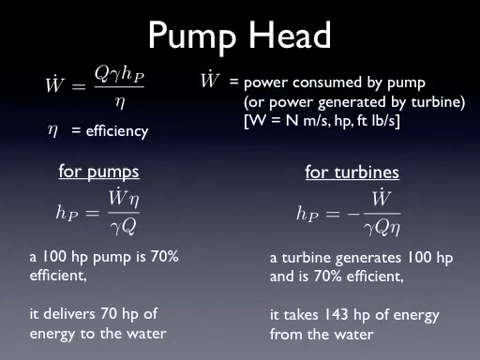 Pump Head
Ẇ = Qγh_P / η
Ẇ = power consumed by pump
(or power generated by turbine)
[W = N m/s, hp, ft lb/s]
η = efficiency
for pumps
h_P = Ẇη / γQ
a 100 hp pump is 70%
efficient,
it delivers 70 hp of
energy to the water
for turbines
h_P = − Ẇ / γQη
a turbine generates 100 hp
and is 70% efficient,
it takes 143 hp of energy
from the water